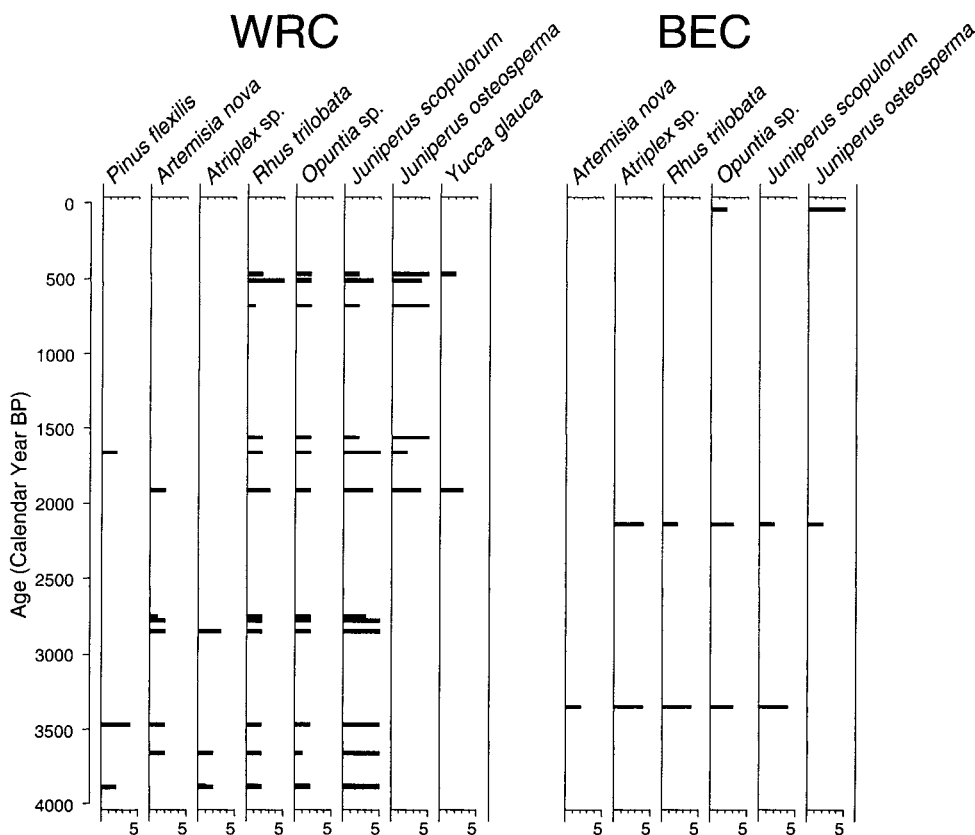 WRC
BEC
Pinus flexilis
Artemisia nova
Atriplex sp.
Rhus trilobata
Opuntia sp.
Juniperus scopulorum
Juniperus osteosperma
Yucca glauca
Artemisia nova
Atriplex sp.
Rhus trilobata
Opuntia sp.
Juniperus scopulorum
Juniperus osteosperma
Age (Calendar Year BP)
0
500
1000
1500
2000
2500
3000
3500
4000
5 5 5 5 5 5 5 5 5 5 5 5 5 5